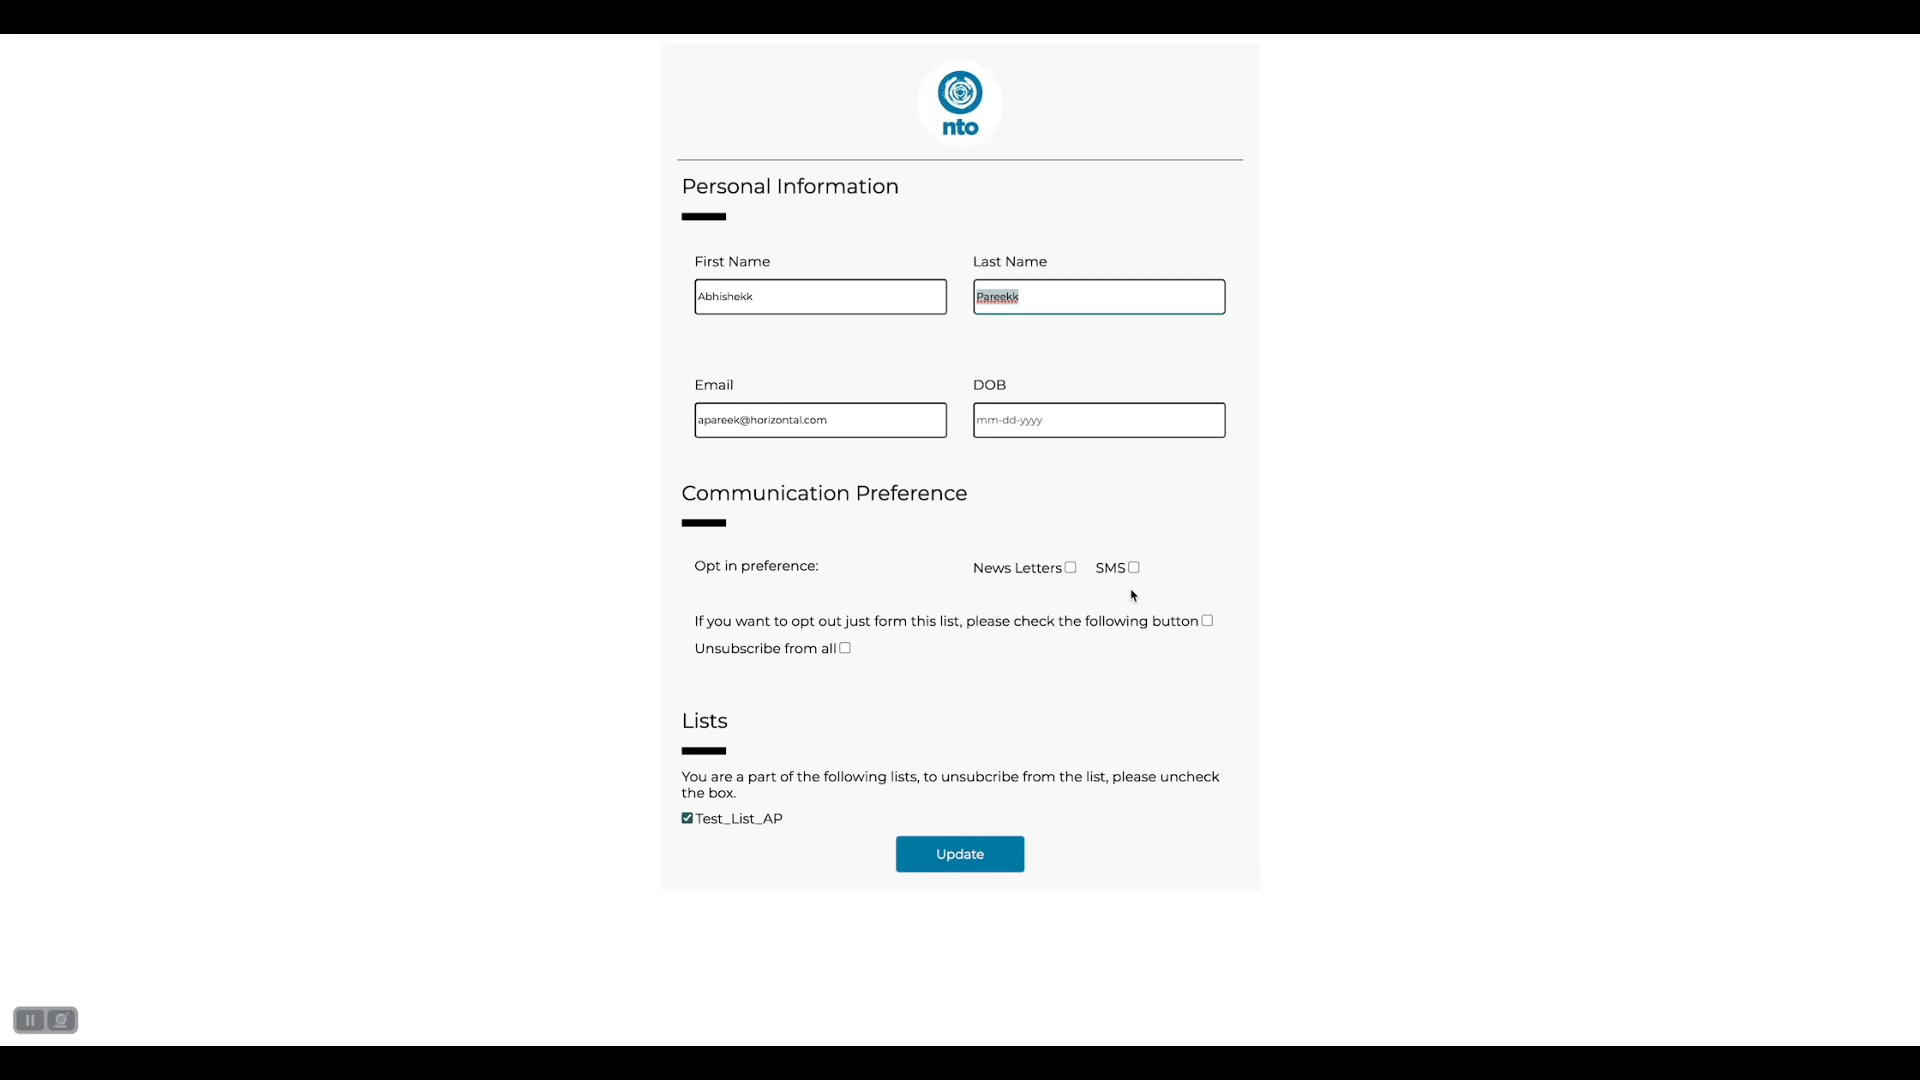 nto
Personal Information
First Name
Last Name
Abhishekk
Pareekk
Email
DOB
apareek@horizontal.com
mm-dd-yyyy
Communication Preference
Opt in preference:
News Letters
SMS
If you want to opt out just form this list, please check the following button
Unsubscribe from all
Lists
You are a part of the following lists, to unsubcribe from the list, please uncheck
the box.
Test_List_AP
Update